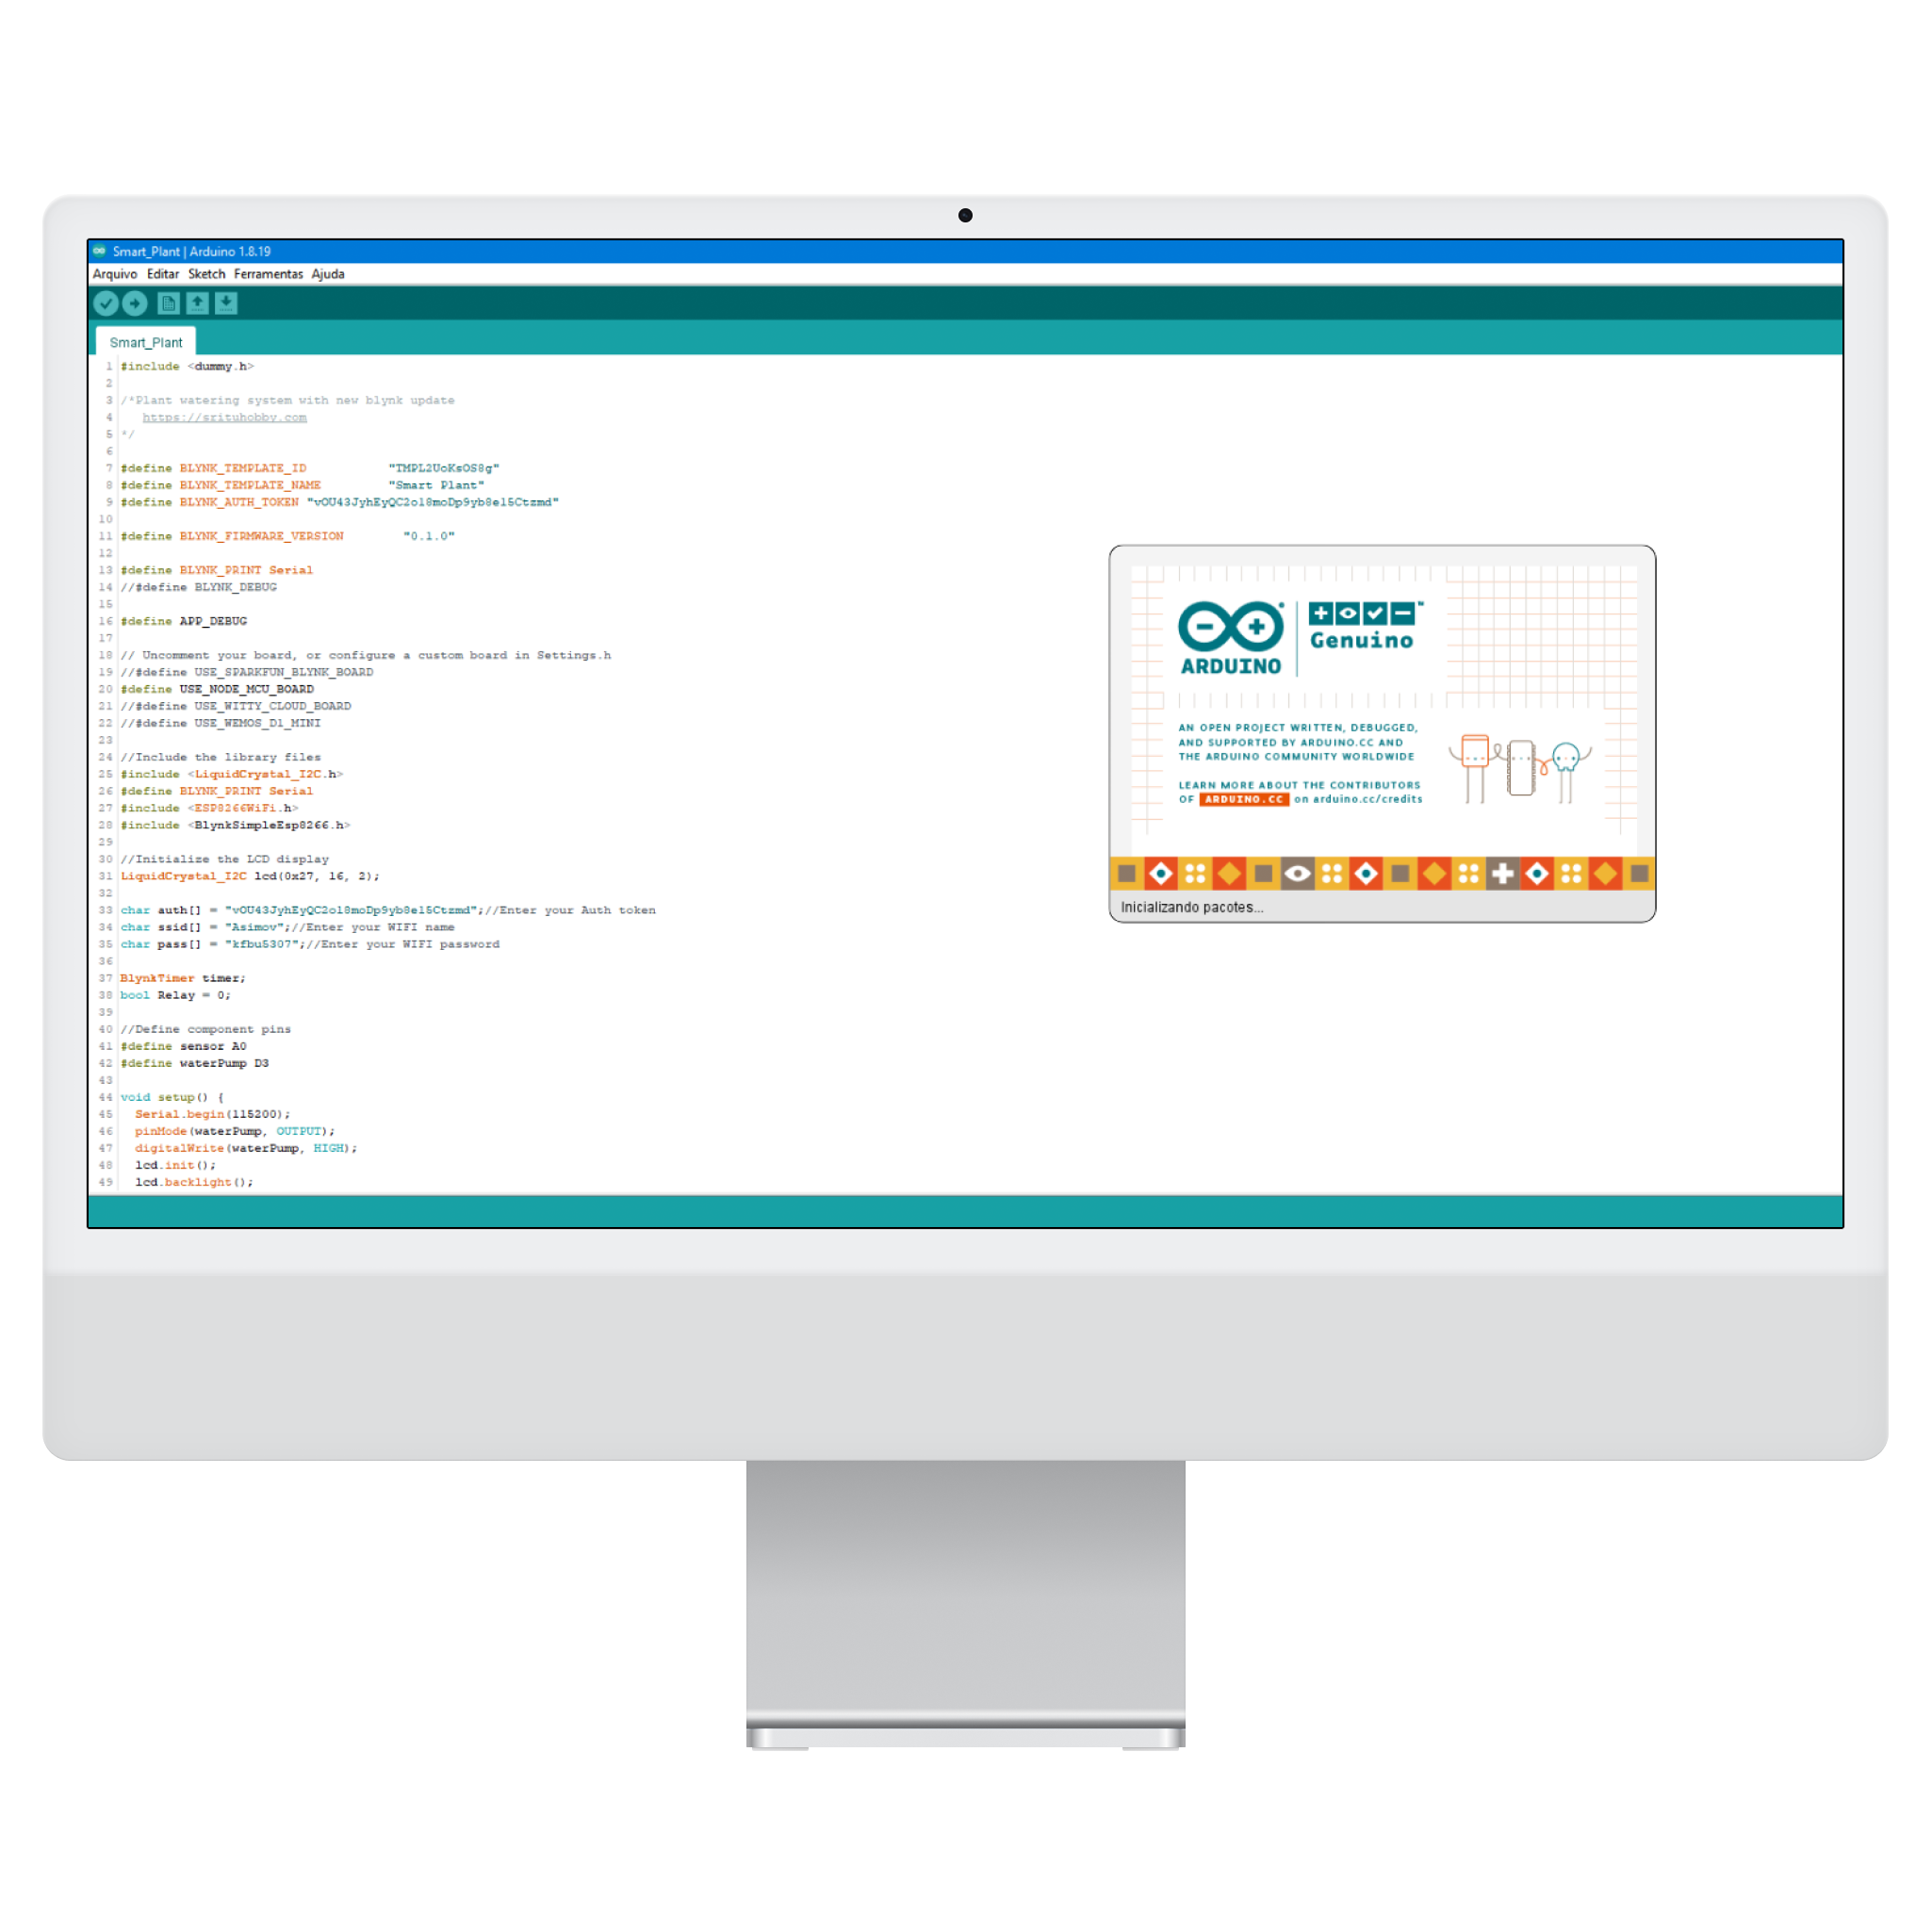 Smart_Plant | Arduino 1.8.19
Arquivo Editar Sketch Ferramentas Ajuda
Smart_Plant
1 #include <dummy.h>
2
3 /*Plant watering system with new blynk update
4 https://srituhobby.com
5 */
6
7 #define BLYNK_TEMPLATE_ID "TMPL2UoKsOS8g"
8 #define BLYNK_TEMPLATE_NAME "Smart Plant"
9 #define BLYNK_AUTH_TOKEN "vOU43JyhEyQC2ol8moDp9yb8el5Ctzmd"
10
11 #define BLYNK_FIRMWARE_VERSION "0.1.0"
12
13 #define BLYNK_PRINT Serial
14 //#define BLYNK_DEBUG
15
16 #define APP_DEBUG
17
18 // Uncomment your board, or configure a custom board in Settings.h
19 //#define USE_SPARKFUN_BLYNK_BOARD
20 #define USE_NODE_MCU_BOARD
21 //#define USE_WITTY_CLOUD_BOARD
22 //#define USE_WEMOS_D1_MINI
23
24 //Include the library files
25 #include <LiquidCrystal_I2C.h>
26 #define BLYNK_PRINT Serial
27 #include <ESP8266WiFi.h>
28 #include <BlynkSimpleEsp8266.h>
29
30 //Initialize the LCD display
31 LiquidCrystal_I2C lcd(0x27, 16, 2);
32
33 char auth[] = "vOU43JyhEyQC2ol8moDp9yb8el5Ctzmd";//Enter your Auth token
34 char ssid[] = "Asimov";//Enter your WIFI name
35 char pass[] = "kfbu5307";//Enter your WIFI password
36
37 BlynkTimer timer;
38 bool Relay = 0;
39
40 //Define component pins
41 #define sensor A0
42 #define waterPump D3
43
44 void setup() {
45 Serial.begin(115200);
46 pinMode(waterPump, OUTPUT);
47 digitalWrite(waterPump, HIGH);
48 lcd.init();
49 lcd.backlight();
ARDUINO
Genuino
™
AN OPEN PROJECT WRITTEN, DEBUGGED,
AND SUPPORTED BY ARDUINO.CC AND
THE ARDUINO COMMUNITY WORLDWIDE
LEARN MORE ABOUT THE CONTRIBUTORS
OF ARDUINO.CC on arduino.cc/credits
Inicializando pacotes...